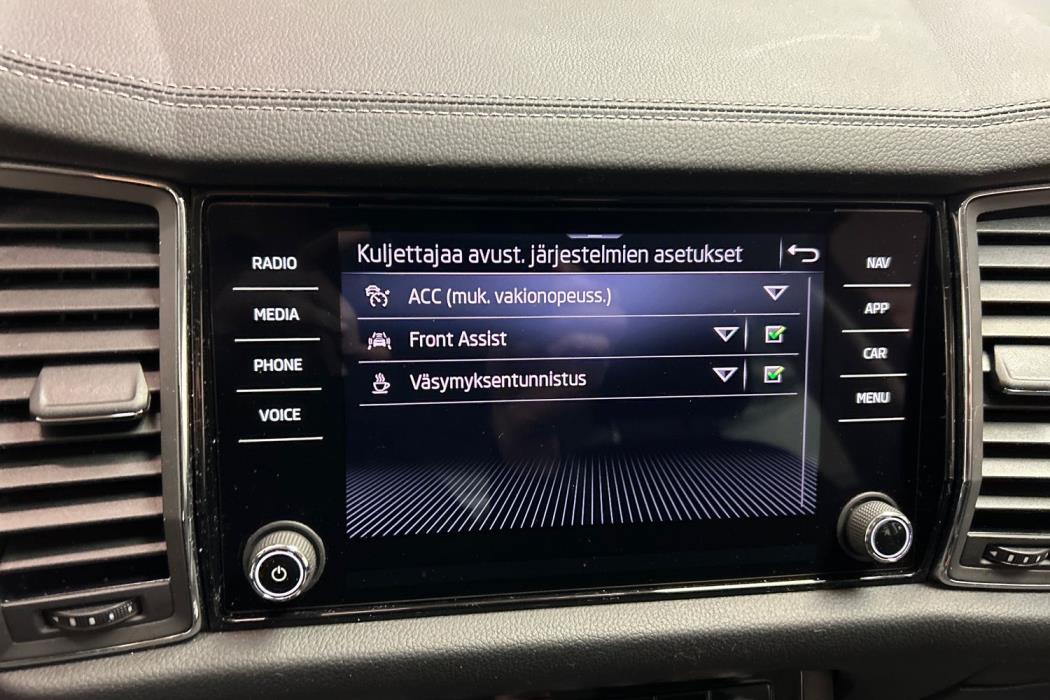 RADIO
MEDIA
PHONE
VOICE
Kuljettajaa avust. järjestelmien asetukset
ACC (muk. vakionopeuss.)
Front Assist
Väsymyksentunnistus
NAV
APP
CAR
MENU